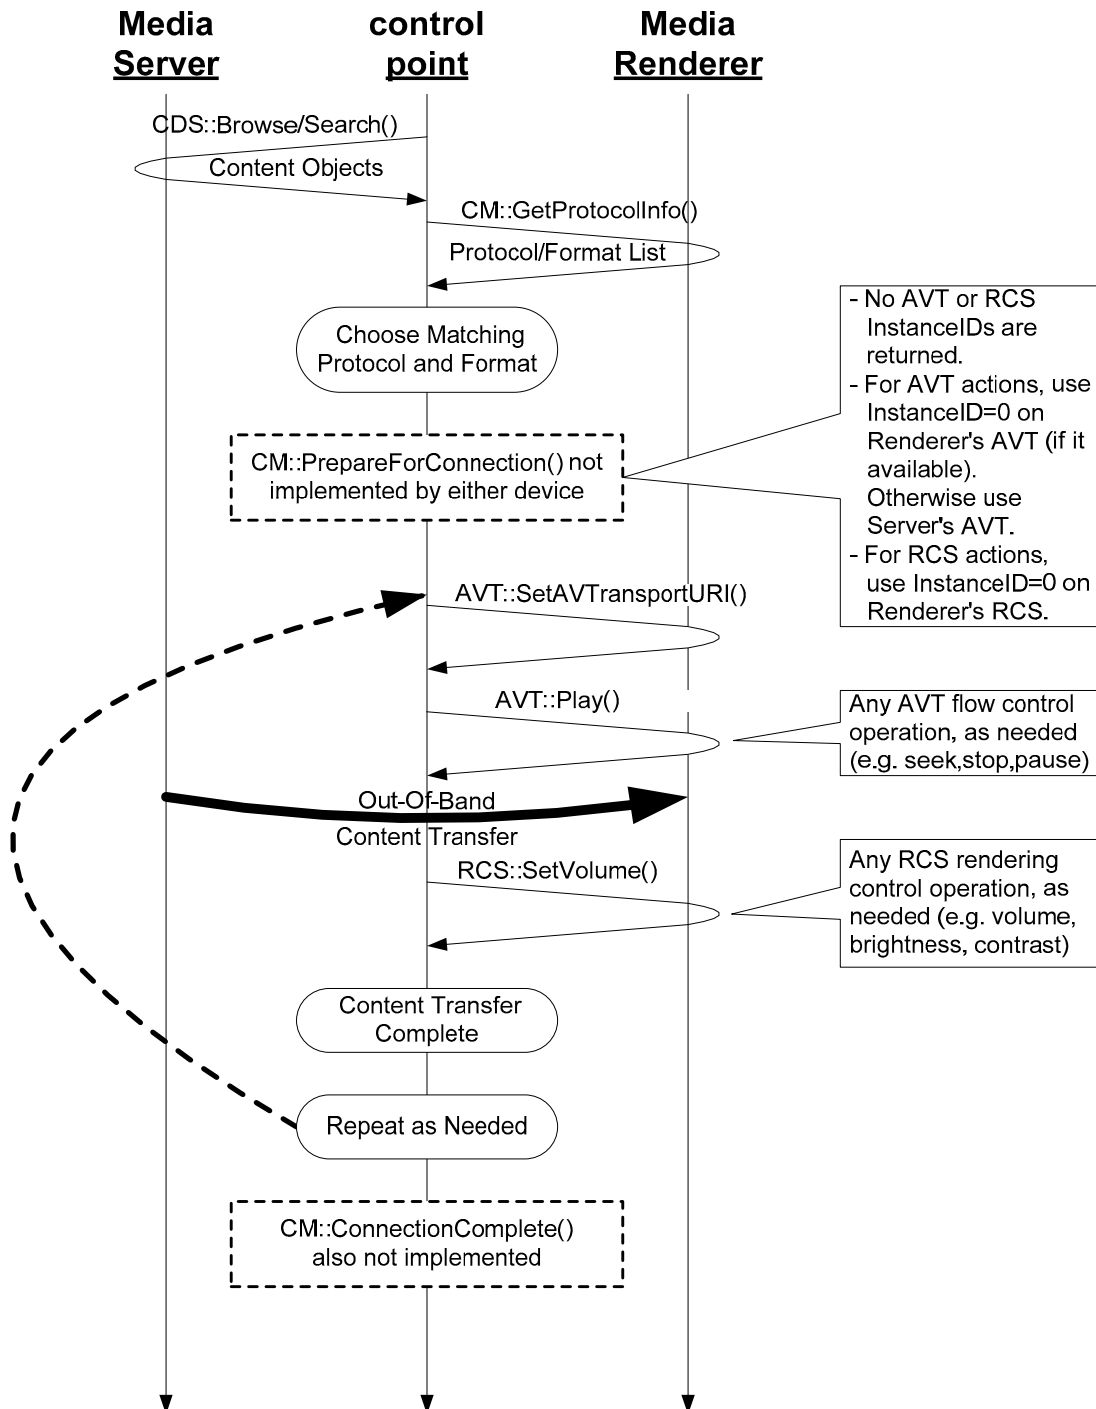 Media
Server
control
point
Media
Renderer
CDS::Browse/Search()
Content Objects
CM::GetProtocolInfo()
Protocol/Format List
Choose Matching
Protocol and Format
- No AVT or RCS
InstanceIDs are
returned.
- For AVT actions, use
InstanceID=0 on
Renderer's AVT (if it
available).
Otherwise use
Server's AVT.
- For RCS actions,
use InstanceID=0 on
Renderer's RCS.
CM::PrepareForConnection() not
implemented by either device
AVT::SetAVTransportURI()
AVT::Play()
Any AVT flow control
operation, as needed
(e.g. seek,stop,pause)
Out-Of-Band
Content Transfer
RCS::SetVolume()
Any RCS rendering
control operation, as
needed (e.g. volume,
brightness, contrast)
Content Transfer
Complete
Repeat as Needed
CM::ConnectionComplete()
also not implemented